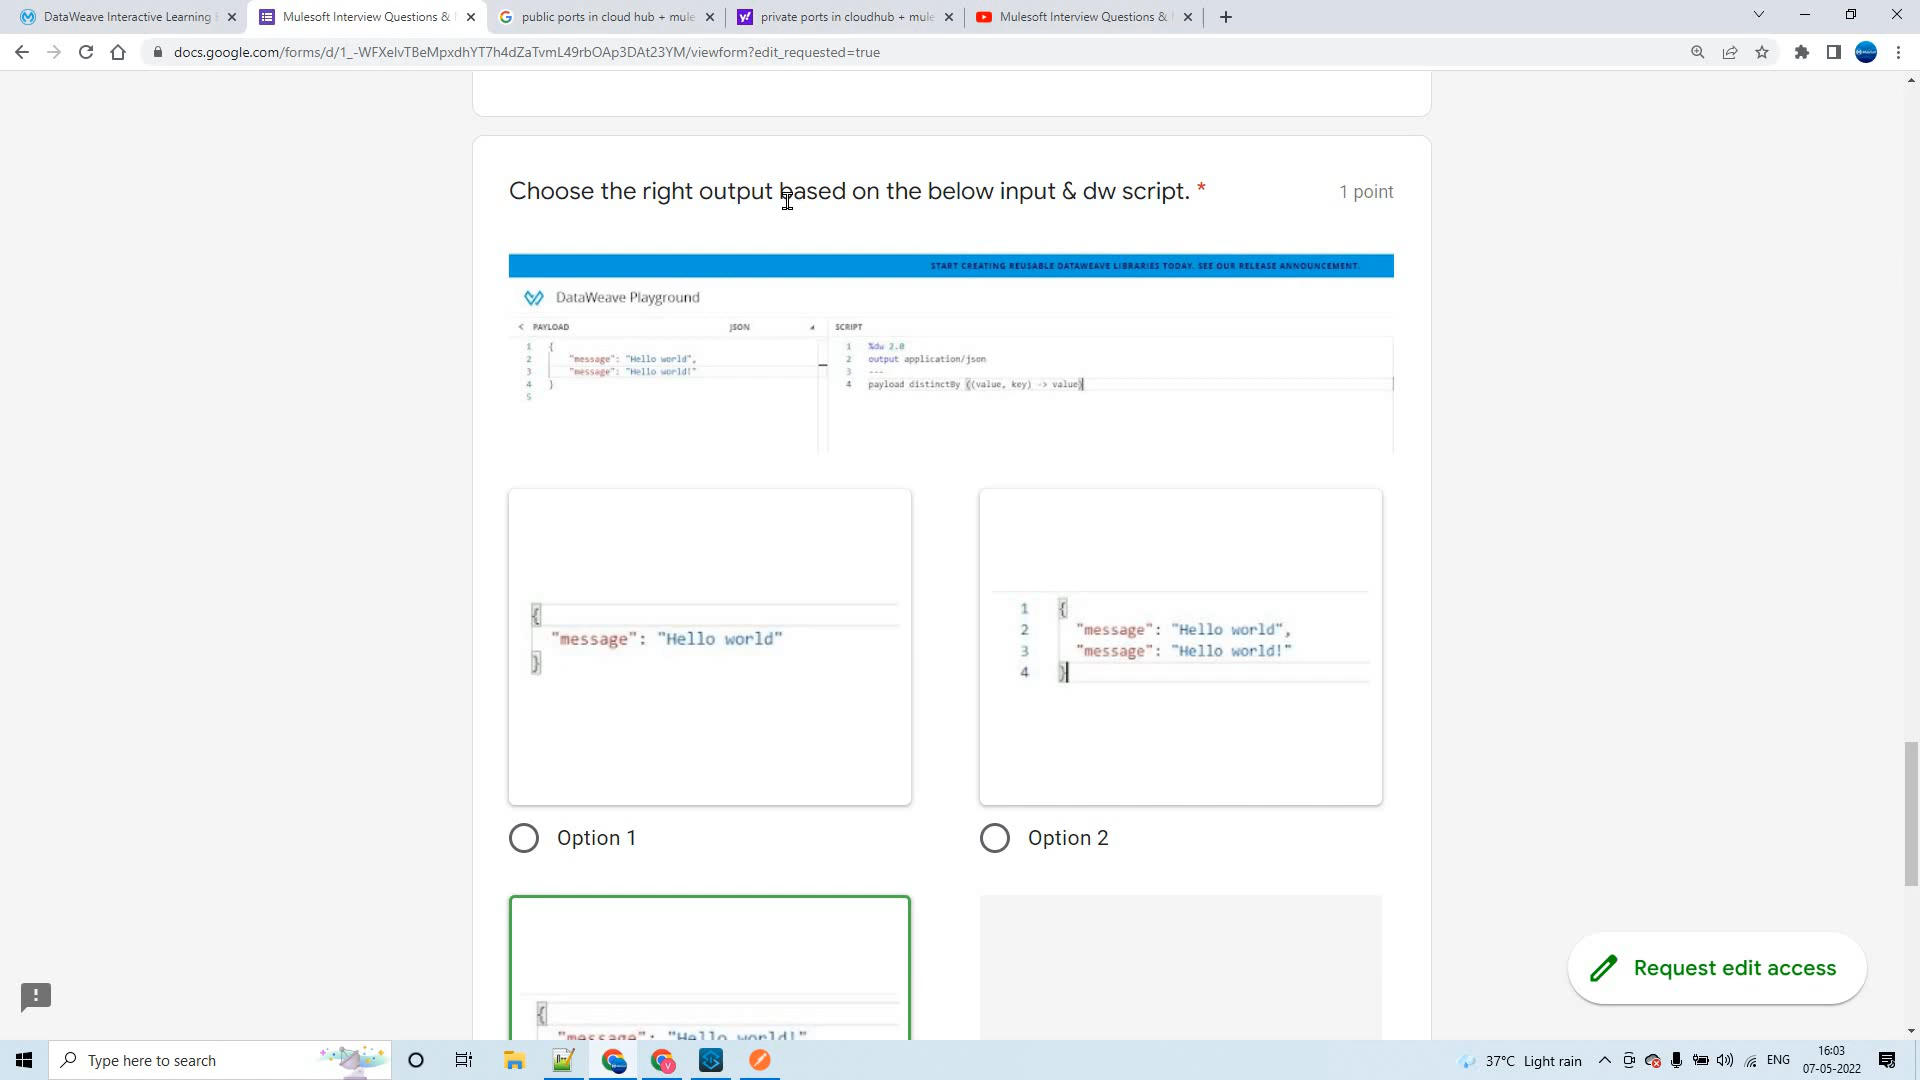 DataWeave Interactive Learning
Mulesoft Interview Questions &
public ports in cloud hub + mule
private ports in cloudhub + mule
Mulesoft Interview Questions &
docs.google.com/forms/d/1_-WFXelvTBeMpxdhYT7h4dZaTvmL49rbOAp3DAt23YM/viewform?edit_requested=true
Choose the right output based on the below input & dw script. *
1 point
START CREATING REUSABLE DATAWEAVE LIBRARIES TODAY. SEE OUR RELEASE ANNOUNCEMENT.
DataWeave Playground
< PAYLOAD JSON
SCRIPT
1 {
2 "message": "Hello world",
3 "message": "Hello world!"
4 }
5
1 %dw 2.0
2 output application/json
3 ---
4 payload distinctBy ((value, key) -> value)
{
"message": "Hello world"
}
1 {
2 "message": "Hello world",
3 "message": "Hello world!"
4 }
Option 1
Option 2
{
"message": "Hello world!"
Request edit access
Type here to search
37°C Light rain
ENG
16:03
07-05-2022